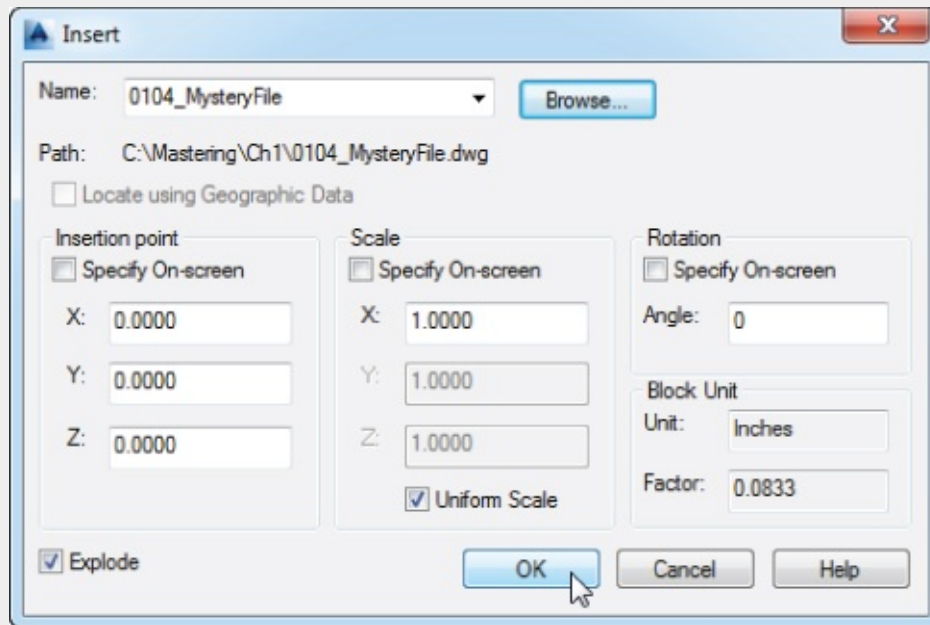 Insert
Name: 0104_MysteryFile Browse...
Path: C:\Mastering\Ch1\0104_MysteryFile.dwg
Locate using Geographic Data
Insertion point
Specify On-screen
X: 0.0000
Y: 0.0000
Z: 0.0000
Scale
Specify On-screen
X: 1.0000
Y: 1.0000
Z: 1.0000
Uniform Scale
Rotation
Specify On-screen
Angle: 0
Block Unit
Unit: Inches
Factor: 0.0833
Explode
OK Cancel Help